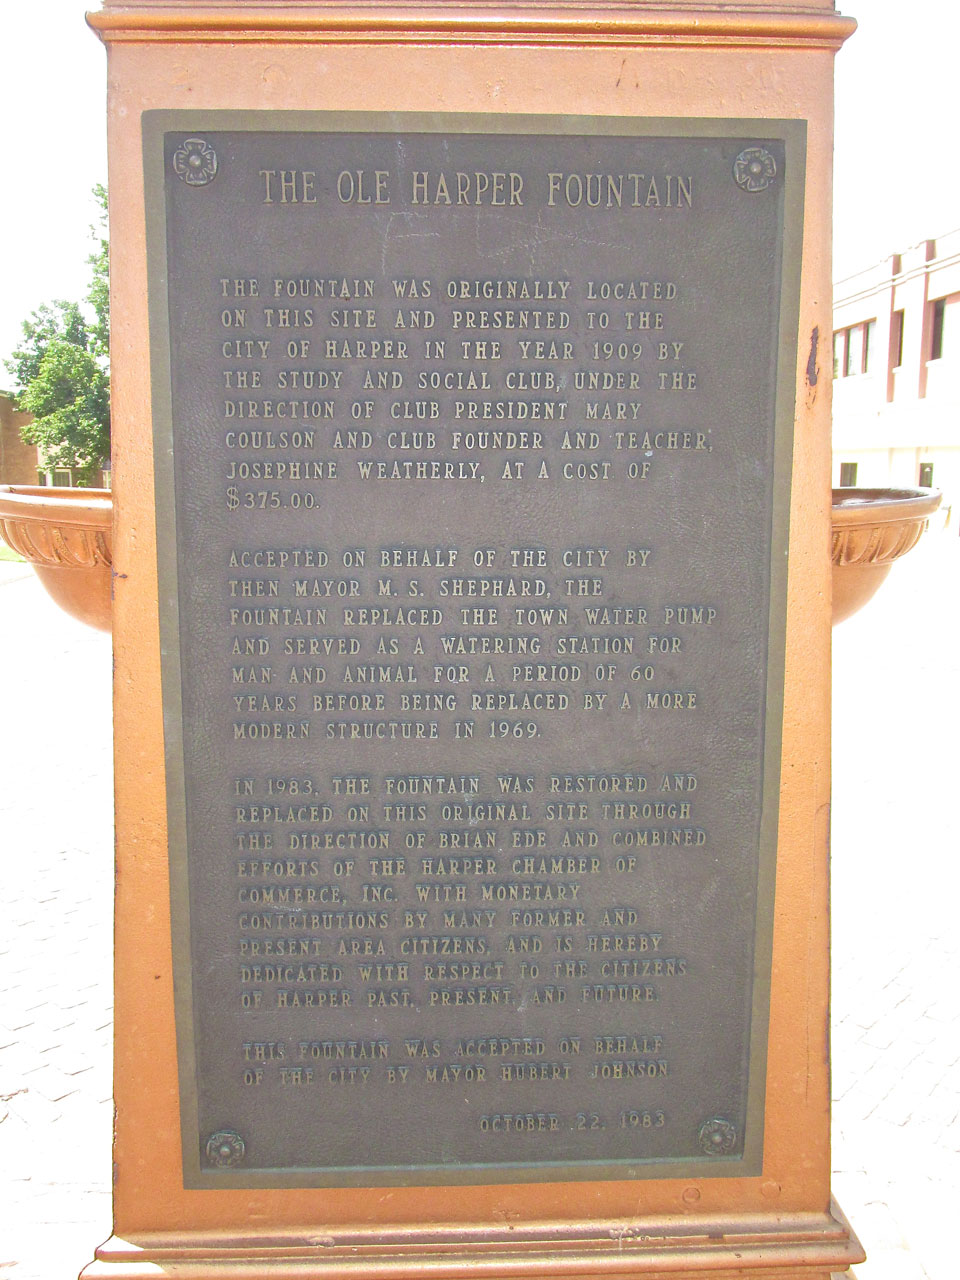 THE OLE HARPER FOUNTAIN
THE FOUNTAIN WAS ORIGINALLY LOCATED
ON THIS SITE AND PRESENTED TO THE
CITY OF HARPER IN THE YEAR 1909 BY
THE STUDY AND SOCIAL CLUB, UNDER THE
DIRECTION OF CLUB PRESIDENT MARY
COULSON AND CLUB FOUNDER AND TEACHER,
JOSEPHINE WEATHERLY, AT A COST OF
$375.00.
ACCEPTED ON BEHALF OF THE CITY BY
THEN MAYOR M. S. SHEPHARD, THE
FOUNTAIN REPLACED THE TOWN WATER PUMP
AND SERVED AS A WATERING STATION FOR
MAN AND ANIMAL FOR A PERIOD OF 60
YEARS BEFORE BEING REPLACED BY A MORE
MODERN STRUCTURE IN 1969.
IN 1983, THE FOUNTAIN WAS RESTORED AND
REPLACED ON THIS ORIGINAL SITE THROUGH
THE DIRECTION OF BRIAN EDE AND COMBINED
EFFORTS OF THE HARPER CHAMBER OF
COMMERCE, INC. WITH MONETARY
CONTRIBUTIONS BY MANY FORMER AND
PRESENT AREA CITIZENS, AND IS HEREBY
DEDICATED WITH RESPECT TO THE CITIZENS
OF HARPER PAST, PRESENT, AND FUTURE.
THIS FOUNTAIN WAS ACCEPTED ON BEHALF
OF THE CITY BY MAYOR HUBERT JOHNSON
OCTOBER 22, 1983